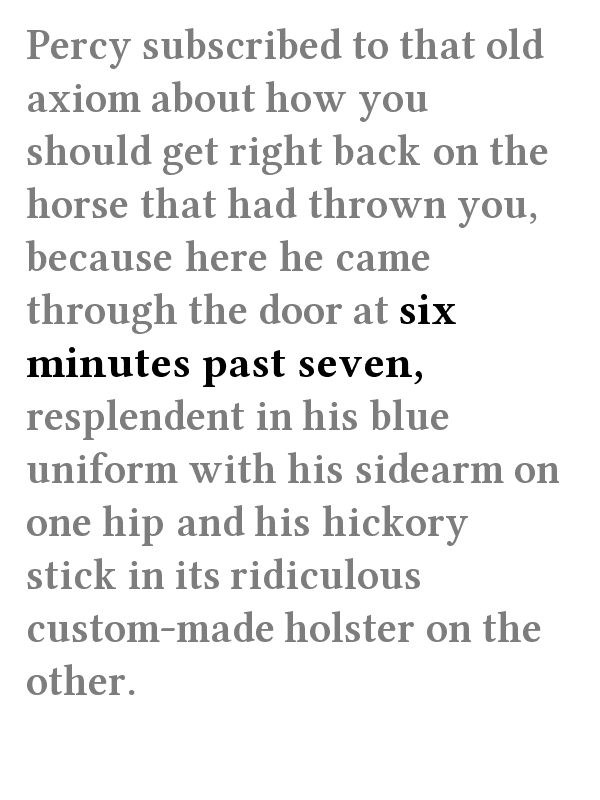 Percy subscribed to that old
axiom about how you
should get right back on the
horse that had thrown you,
because here he came
through the door at six
minutes past seven,
resplendent in his blue
uniform with his sidearm on
one hip and his hickory
stick in its ridiculous
custom-made holster on the
other.